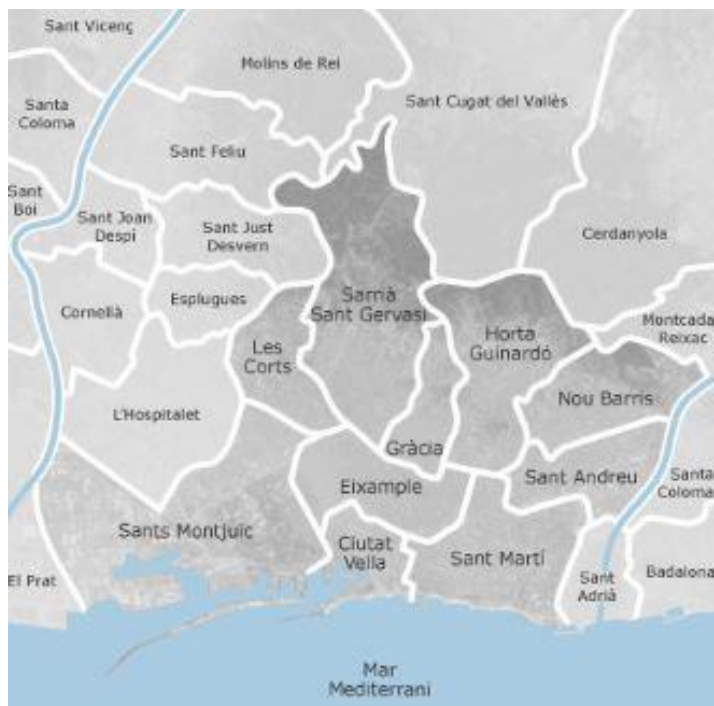 Sant Vicenç
Molins de Rei
Santa
Coloma
Sant Cugat del Vallès
Sant Feliu
Sant
Boi
Sant Joan
Despí
Sant Just
Desvern
Cerdanyola
Cornellà
Esplugues
Sarrià
Sant Gervasi
Montcada
Reixac
Les
Corts
Horta
Guinardó
Nou Barris
L'Hospitalet
Gràcia
Sant Andreu
Santa
Coloma
Eixample
Sants Montjuïc
Ciutat
Vella
Sant Martí
El Prat
Sant
Adrià
Badalona
Mar
Mediterrani